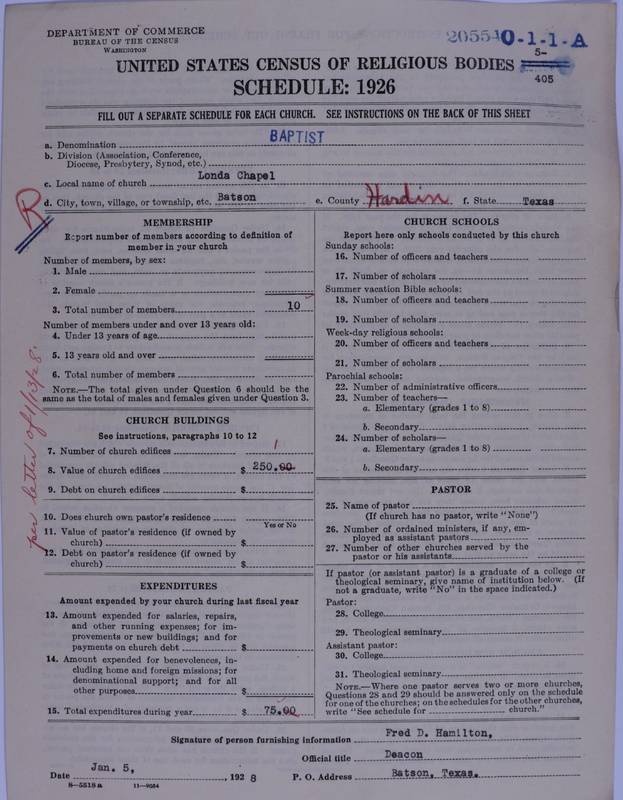 DEPARTMENT OF COMMERCE
BUREAU OF THE CENSUS
WASHINGTON
205540-1-1-A
5-
405
UNITED STATES CENSUS OF RELIGIOUS BODIES
SCHEDULE: 1926
FILL OUT A SEPARATE SCHEDULE FOR EACH CHURCH. SEE INSTRUCTIONS ON THE BACK OF THIS SHEET
a. Denomination BAPTIST
b. Division (Association, Conference,
Diocese, Presbytery, Synod, etc.)
c. Local name of church Londa Chapel
d. City, town, village, or township, etc. Batson e. County Hardin f. State Texas
R
per letter of 1/13/28.
MEMBERSHIP
Report number of members according to definition of
member in your church
Number of members, by sex:
1. Male
2. Female
3. Total number of members 10
Number of members under and over 13 years old:
4. Under 13 years of age
5. 13 years old and over
6. Total number of members
NOTE.—The total given under Question 6 should be the
same as the total of males and females given under Question 3.
CHURCH BUILDINGS
See instructions, paragraphs 10 to 12
7. Number of church edifices 1
8. Value of church edifices $ 250.00
9. Debt on church edifices $
10. Does church own pastor's residence
Yes or No
11. Value of pastor's residence (if owned by
church) $
12. Debt on pastor's residence (if owned by
church) $
EXPENDITURES
Amount expended by your church during last fiscal year
13. Amount expended for salaries, repairs,
and other running expenses; for im-
provements or new buildings; and for
payments on church debt $
14. Amount expended for benevolences, in-
cluding home and foreign missions; for
denominational support; and for all
other purposes $
15. Total expenditures during year $ 75.00
CHURCH SCHOOLS
Report here only schools conducted by this church
Sunday schools:
16. Number of officers and teachers
17. Number of scholars
Summer vacation Bible schools:
18. Number of officers and teachers
19. Number of scholars
Week-day religious schools:
20. Number of officers and teachers
21. Number of scholars
Parochial schools:
22. Number of administrative officers
23. Number of teachers—
a. Elementary (grades 1 to 8)
b. Secondary
24. Number of scholars—
a. Elementary (grades 1 to 8)
b. Secondary
PASTOR
25. Name of pastor
(If church has no pastor, write "None")
26. Number of ordained ministers, if any, em-
ployed as assistant pastors
27. Number of other churches served by the
pastor or his assistants
If pastor (or assistant pastor) is a graduate of a college or
theological seminary, give name of institution below. (If
not a graduate, write "No" in the space indicated.)
Pastor:
28. College
29. Theological seminary
Assistant pastor:
30. College
31. Theological seminary
NOTE.—Where one pastor serves two or more churches,
Questions 28 and 29 should be answered only on the schedule
for one of the churches; on the schedules for the other churches,
write "See schedule for church."
Signature of person furnishing information Fred D. Hamilton,
Official title Deacon
Date Jan. 5, , 1928 P. O. Address Batson, Texas.
8—5518a 11—9054